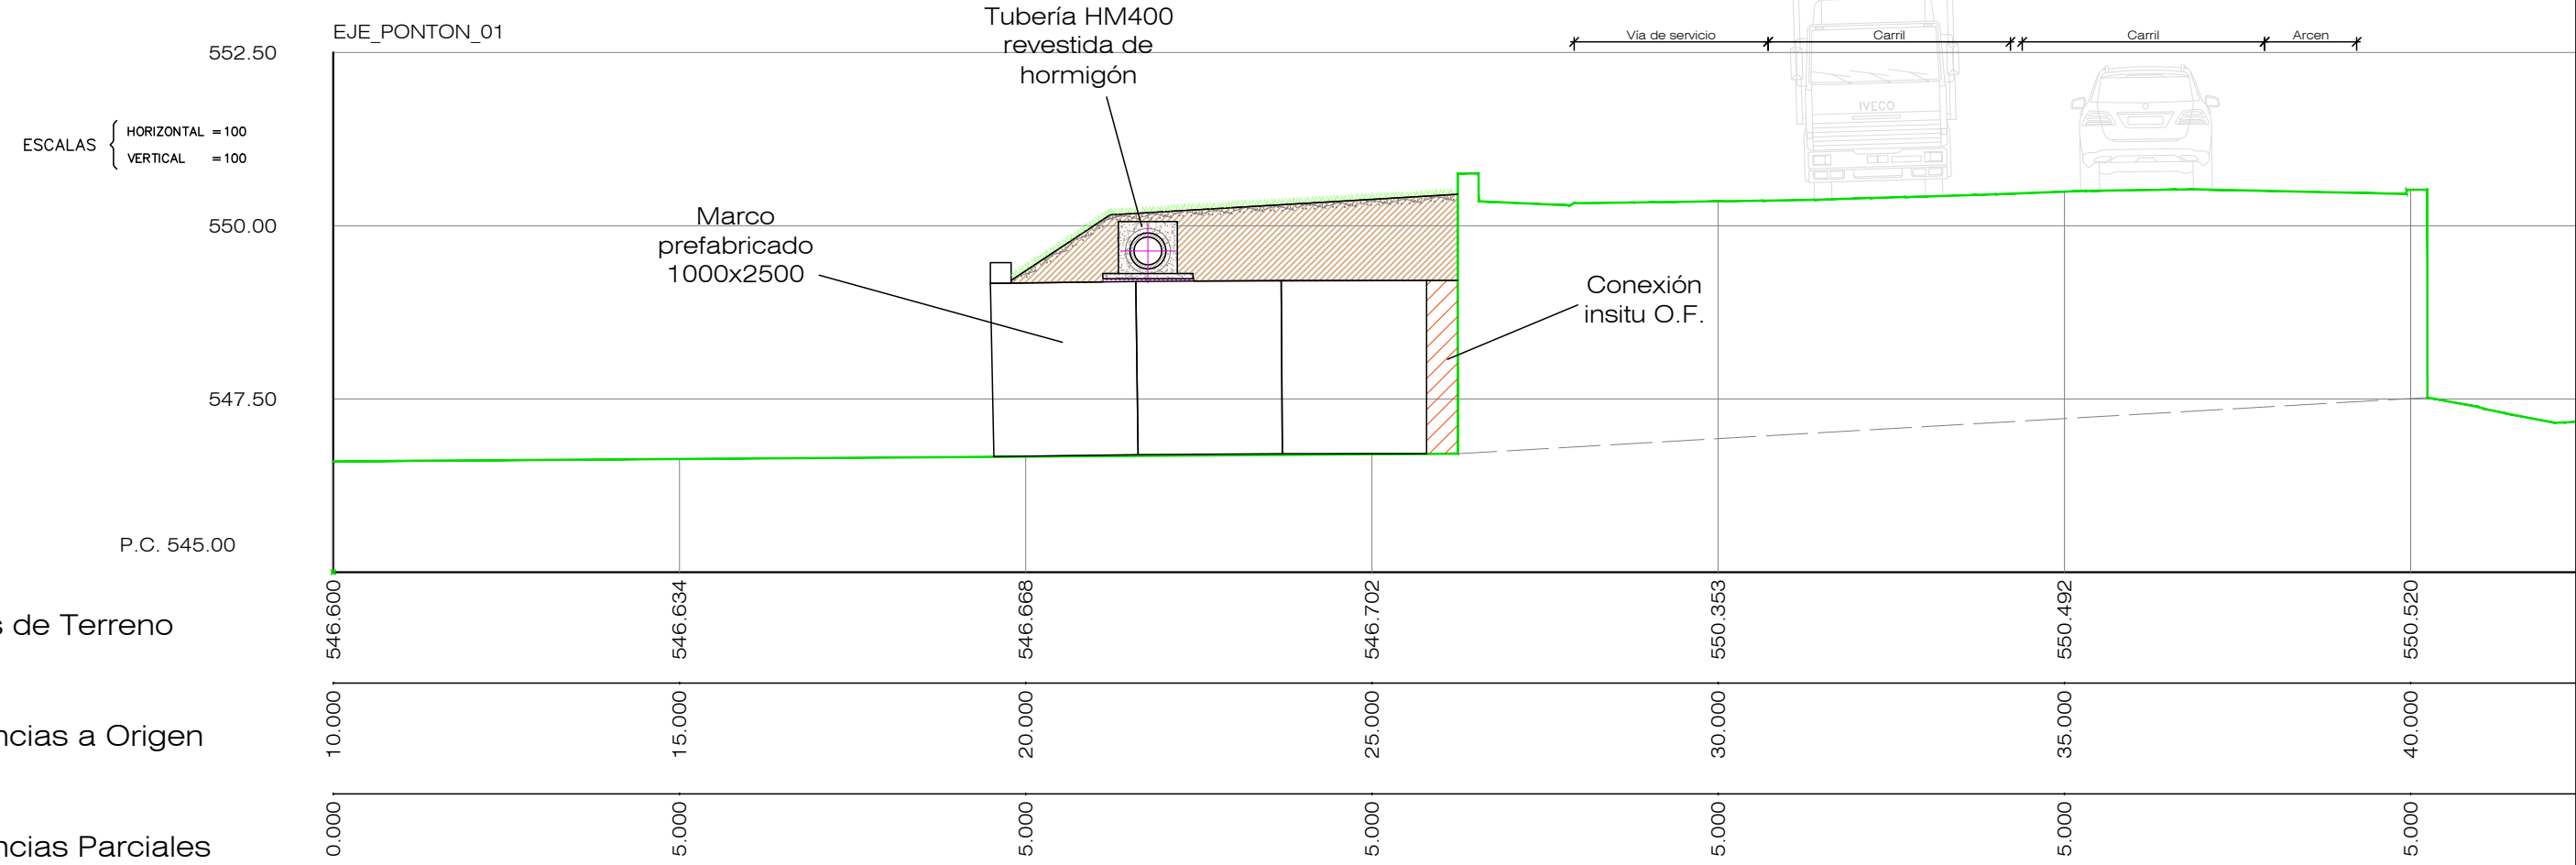 EJE_PONTON_01
Tubería HM400
revestida de
hormigón
Vía de servicio
Carril
Carril
Arcen
552.50
ESCALAS
HORIZONTAL =100
VERTICAL =100
IVECO
550.00
Marco
prefabricado
1000x2500
Conexión
insitu O.F.
547.50
P.C. 545.00
s de Terreno
546.600
546.634
546.668
546.702
550.353
550.492
550.520
ncias a Origen
10.000
15.000
20.000
25.000
30.000
35.000
40.000
ncias Parciales
0.000
5.000
5.000
5.000
5.000
5.000
5.000